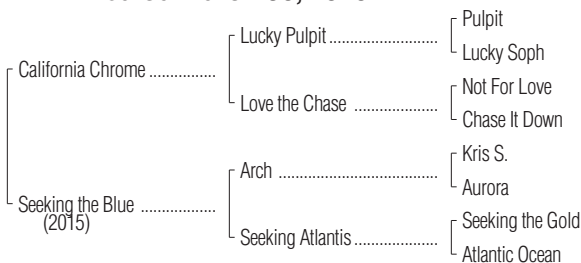 Pulpit
Lucky Pulpit
Lucky Soph
California Chrome
Not For Love
Love the Chase
Chase It Down
Kris S.
Arch
Aurora
Seeking the Blue
(2015)
Seeking the Gold
Seeking Atlantis
Atlantic Ocean